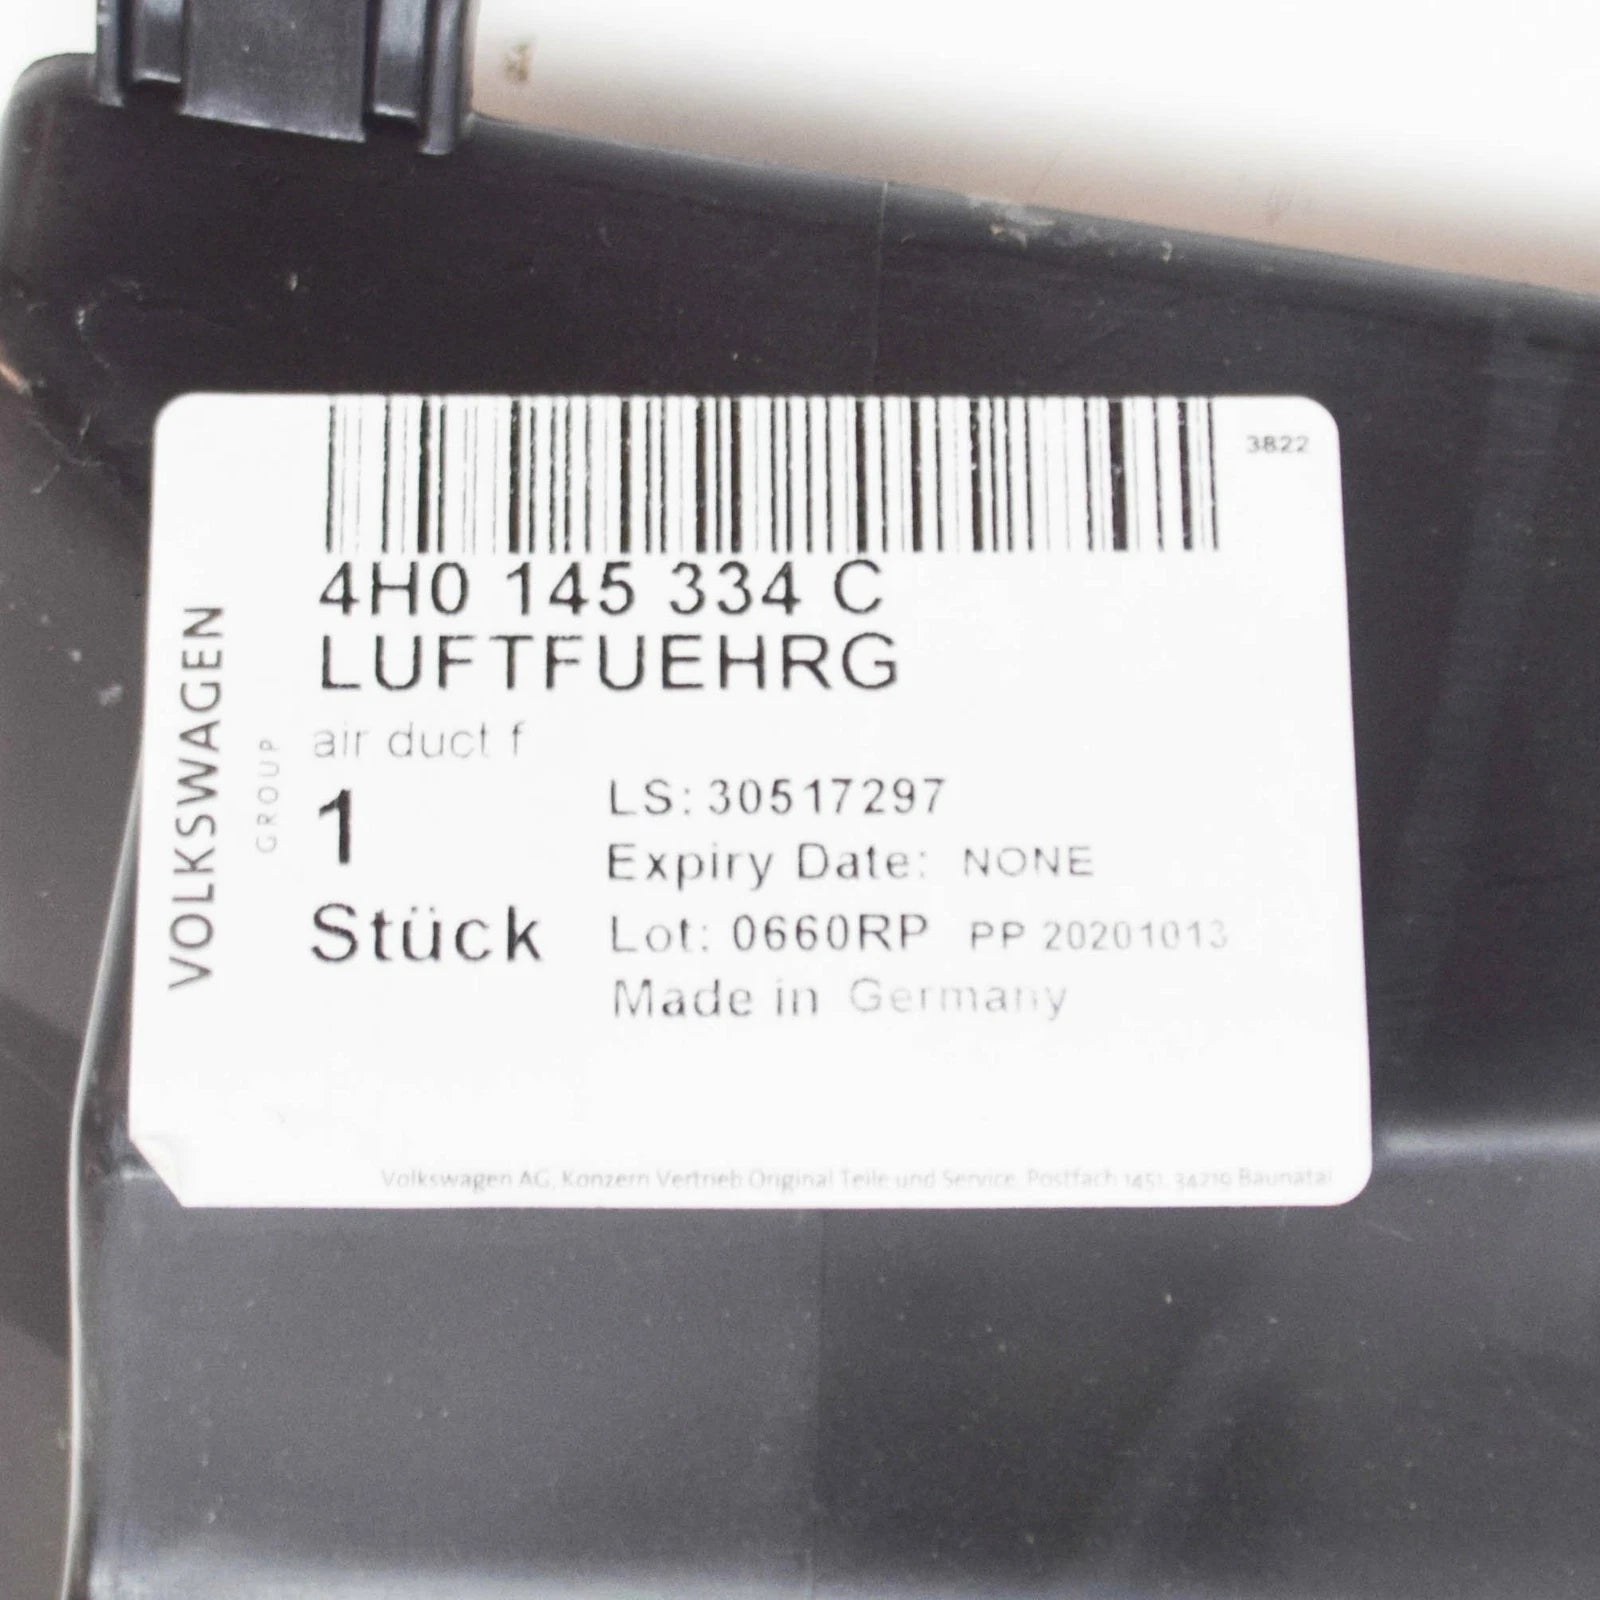 3822
4H0 145 334 C
LUFTFUEHRG
air duct f
1
Stück
LS: 30517297
Expiry Date: NONE
Lot: 0660RP PP 20201013
Made in Germany
VOLKSWAGEN
GROUP
Volkswagen AG, Konzern Vertrieb Original Teile und Service, Postfach 1451, 34219 Baunatal